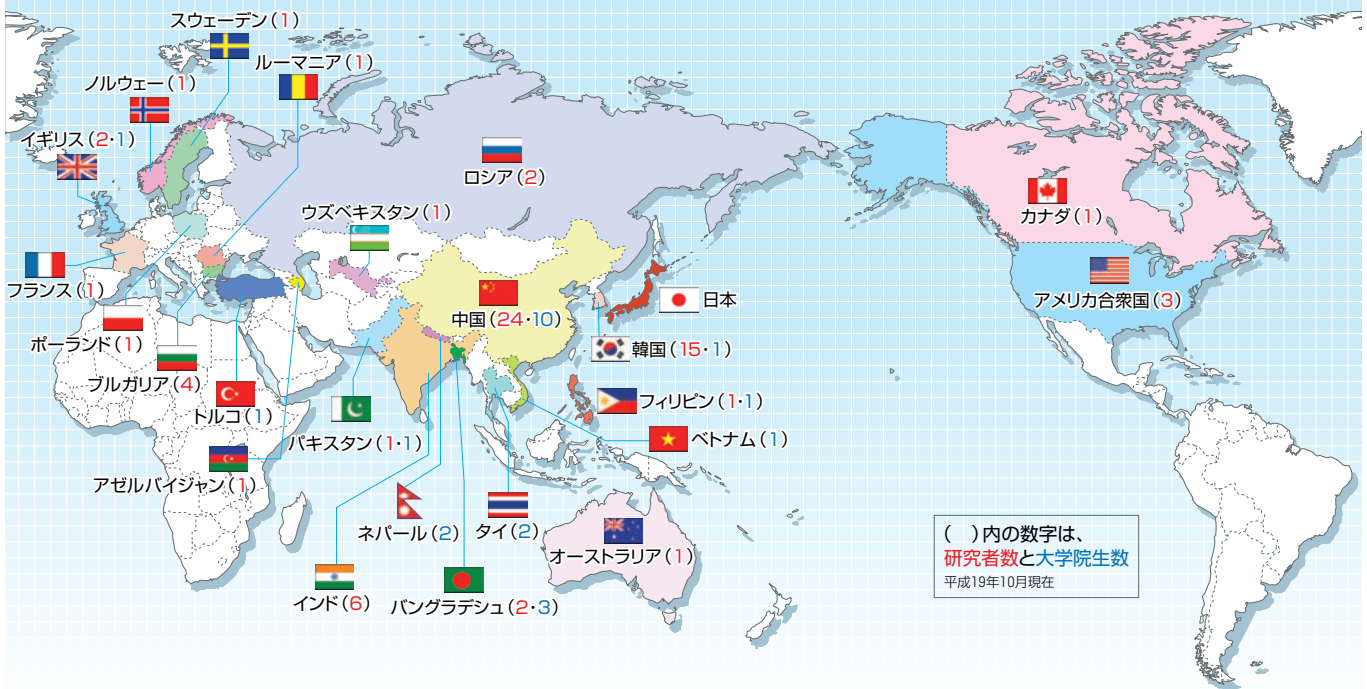 スウェーデン(1)
ルーマニア(1)
ノルウェー(1)
イギリス(2・1)
ロシア(2)
カナダ(1)
ウズベキスタン(1)
フランス(1)
アメリカ合衆国(3)
日本
中国(24・10)
ポーランド(1)
韓国(15・1)
ブルガリア(4)
フィリピン(1・1)
トルコ(1)
パキスタン(1・1)
ベトナム(1)
アゼルバイジャン(1)
ネパール(2)
タイ(2)
オーストラリア(1)
インド(6)
バングラデシュ(2・3)
( )内の数字は、
研究者数と大学院生数
平成19年10月現在